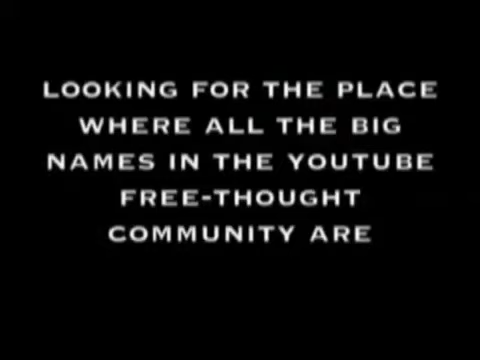 LOOKING FOR THE PLACE
WHERE ALL THE BIG
NAMES IN THE YOUTUBE
FREE-THOUGHT
COMMUNITY ARE